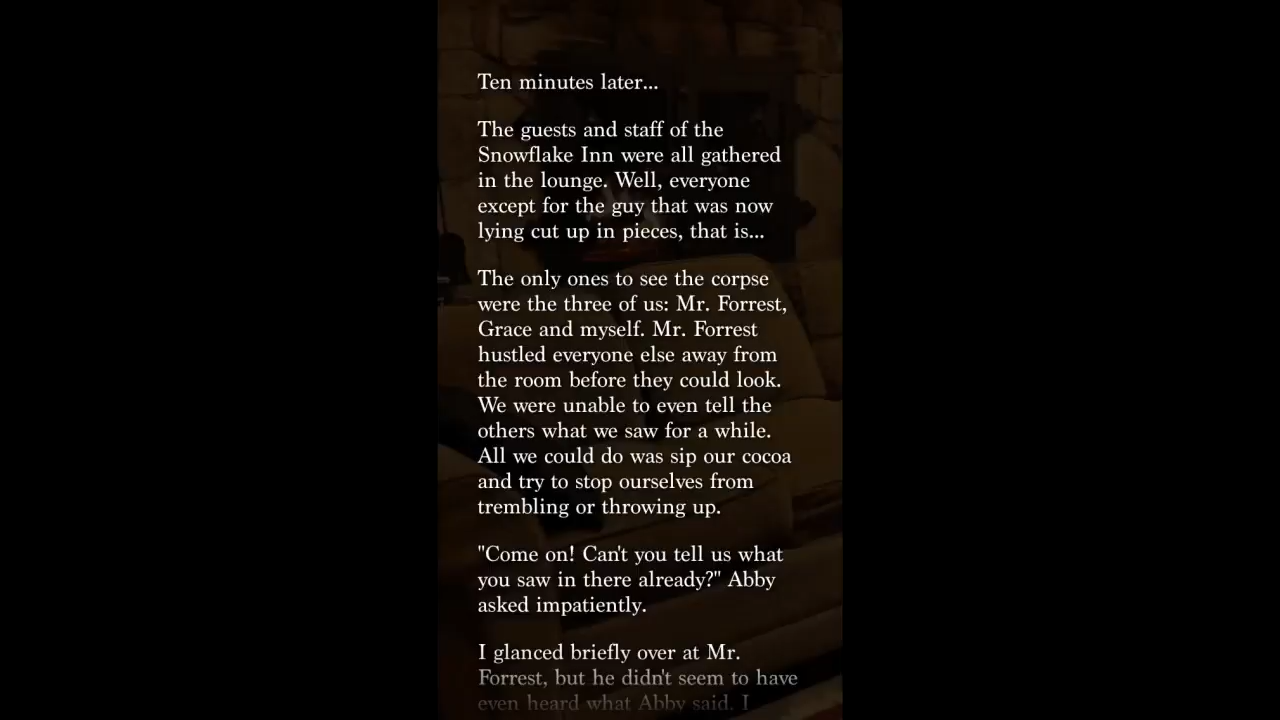 Ten minutes later...
The guests and staff of the
Snowflake Inn were all gathered
in the lounge. Well, everyone
except for the guy that was now
lying cut up in pieces, that is...
The only ones to see the corpse
were the three of us: Mr. Forrest,
Grace and myself. Mr. Forrest
hustled everyone else away from
the room before they could look.
We were unable to even tell the
others what we saw for a while.
All we could do was sip our cocoa
and try to stop ourselves from
trembling or throwing up.
"Come on! Can't you tell us what
you saw in there already?" Abby
asked impatiently.
I glanced briefly over at Mr.
Forrest, but he didn't seem to have
even heard what Abby said. I